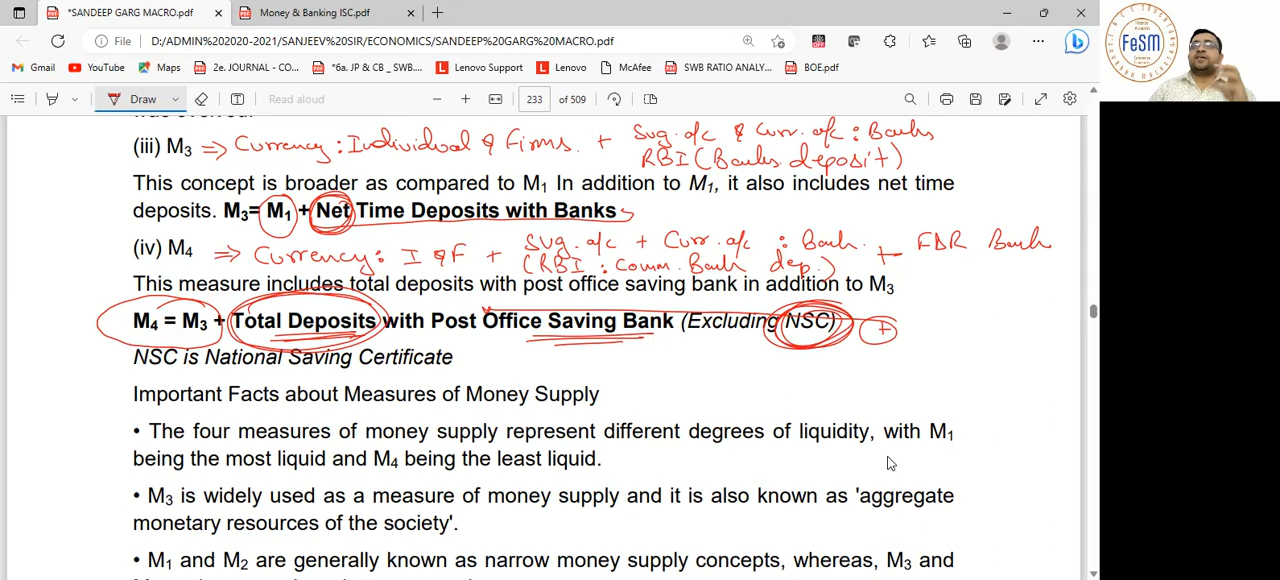 *SANDEEP GARG MACRO.pdf
Money & Banking ISC.pdf
File D:/ADMIN%202020-2021/SANJEEV%20SIR/ECONOMICS/SANDEEP%20GARG%20MACRO.pdf
Gmail YouTube Maps 2e. JOURNAL - CO... *6a. JP & SB _ SWB.... Lenovo Support Lenovo McAfee SWB RATIO ANALY... BOE.pdf
Draw Read aloud 233 of 509
(iii) M3 ⇒ Currency : Individual & Firms + Svg. a/c & Curr. a/c : Banks
RBI (Banks deposit)
This concept is broader as compared to M1 In addition to M1, it also includes net time
deposits. M3= M1 + Net Time Deposits with Banks
(iv) M4 ⇒ Currency : I & F + Svg. a/c + Curr. a/c : Bank + FDR Bank
(RBI : Comm. Bank dep.)
This measure includes total deposits with post office saving bank in addition to M3
M4 = M3 + Total Deposits with Post Office Saving Bank (Excluding NSC) +
NSC is National Saving Certificate
Important Facts about Measures of Money Supply
• The four measures of money supply represent different degrees of liquidity, with M1
being the most liquid and M4 being the least liquid.
• M3 is widely used as a measure of money supply and it is also known as 'aggregate
monetary resources of the society'.
• M1 and M2 are generally known as narrow money supply concepts, whereas, M3 and
FeSM